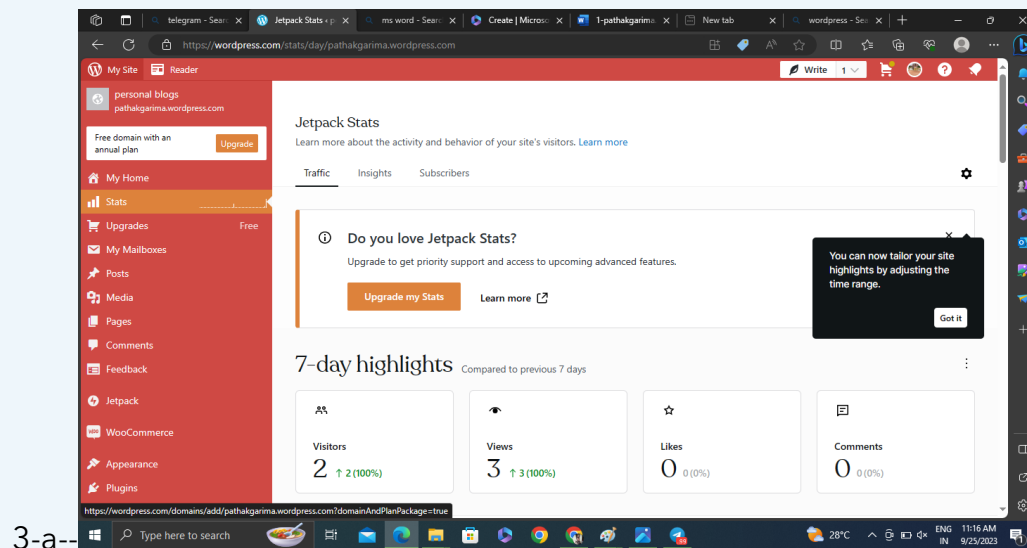 telegram - Sear
Jetpack Stats ‹ p
ms word - Searc
Create | Microso
1-pathakgarima.
New tab
wordpress - Sea
https://wordpress.com/stats/day/pathakgarima.wordpress.com
My Site
Reader
Write 1
personal blogs
pathakgarima.wordpress.com
Free domain with an
annual plan
Upgrade
My Home
Stats
Upgrades Free
My Mailboxes
Posts
Media
Pages
Comments
Feedback
Jetpack
WooCommerce
Appearance
Plugins
Jetpack Stats
Learn more about the activity and behavior of your site's visitors. Learn more
Traffic Insights Subscribers
Do you love Jetpack Stats?
Upgrade to get priority support and access to upcoming advanced features.
Upgrade my Stats Learn more
You can now tailor your site
highlights by adjusting the
time range.
Got it
7-day highlights Compared to previous 7 days
Visitors
2 ↑ 2 (100%)
Views
3 ↑ 3 (100%)
Likes
0 0 (0%)
Comments
0 0 (0%)
https://wordpress.com/domains/add/pathakgarima.wordpress.com?domainAndPlanPackage=true
3-a--
Type here to search
28°C
ENG
IN
11:16 AM
9/25/2023